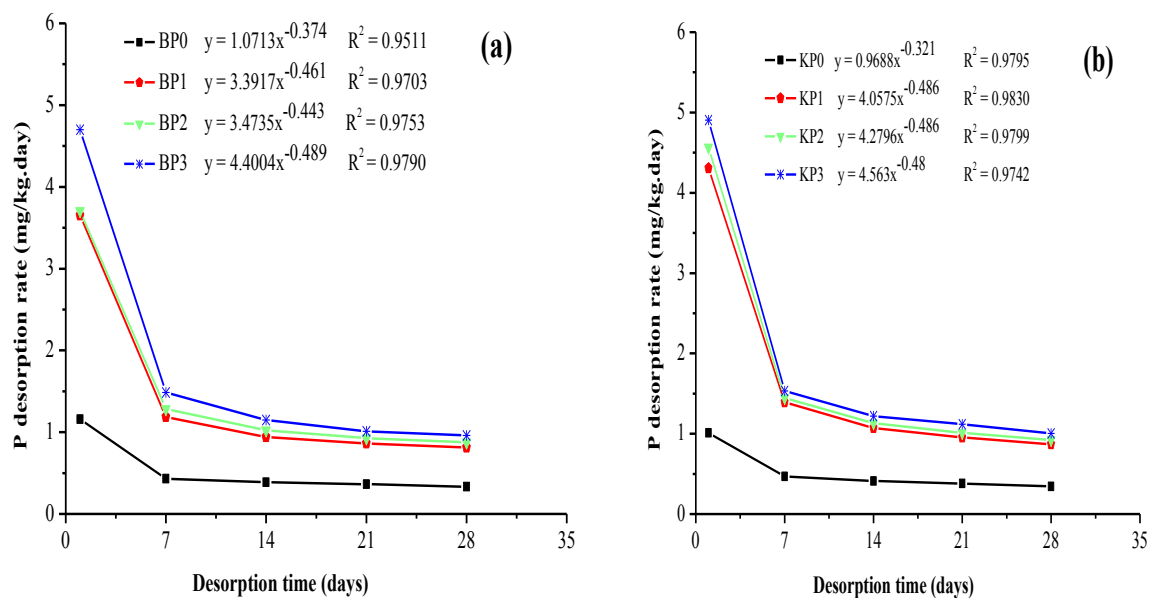 (a)
BP0 y = 1.0713x^-0.374 R^2 = 0.9511
BP1 y = 3.3917x^-0.461 R^2 = 0.9703
BP2 y = 3.4735x^-0.443 R^2 = 0.9753
BP3 y = 4.4004x^-0.489 R^2 = 0.9790
P desorption rate (mg/kg.day)
6
5
4
3
2
1
0
0 7 14 21 28 35
Desorption time (days)
(b)
KP0 y = 0.9688x^-0.321 R^2 = 0.9795
KP1 y = 4.0575x^-0.486 R^2 = 0.9830
KP2 y = 4.2796x^-0.486 R^2 = 0.9799
KP3 y = 4.563x^-0.48 R^2 = 0.9742
P desorption rate (mg/kg.day)
6
5
4
3
2
1
0
0 7 14 21 28 35
Desorption time (days)